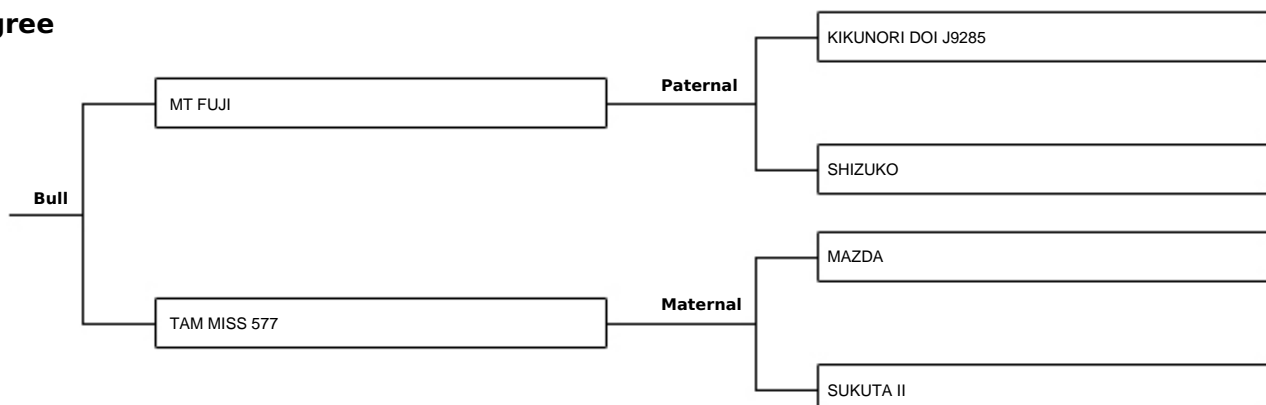 gree
KIKUNORI DOI J9285
MT FUJI
Paternal
SHIZUKO
Bull
MAZDA
TAM MISS 577
Maternal
SUKUTA II